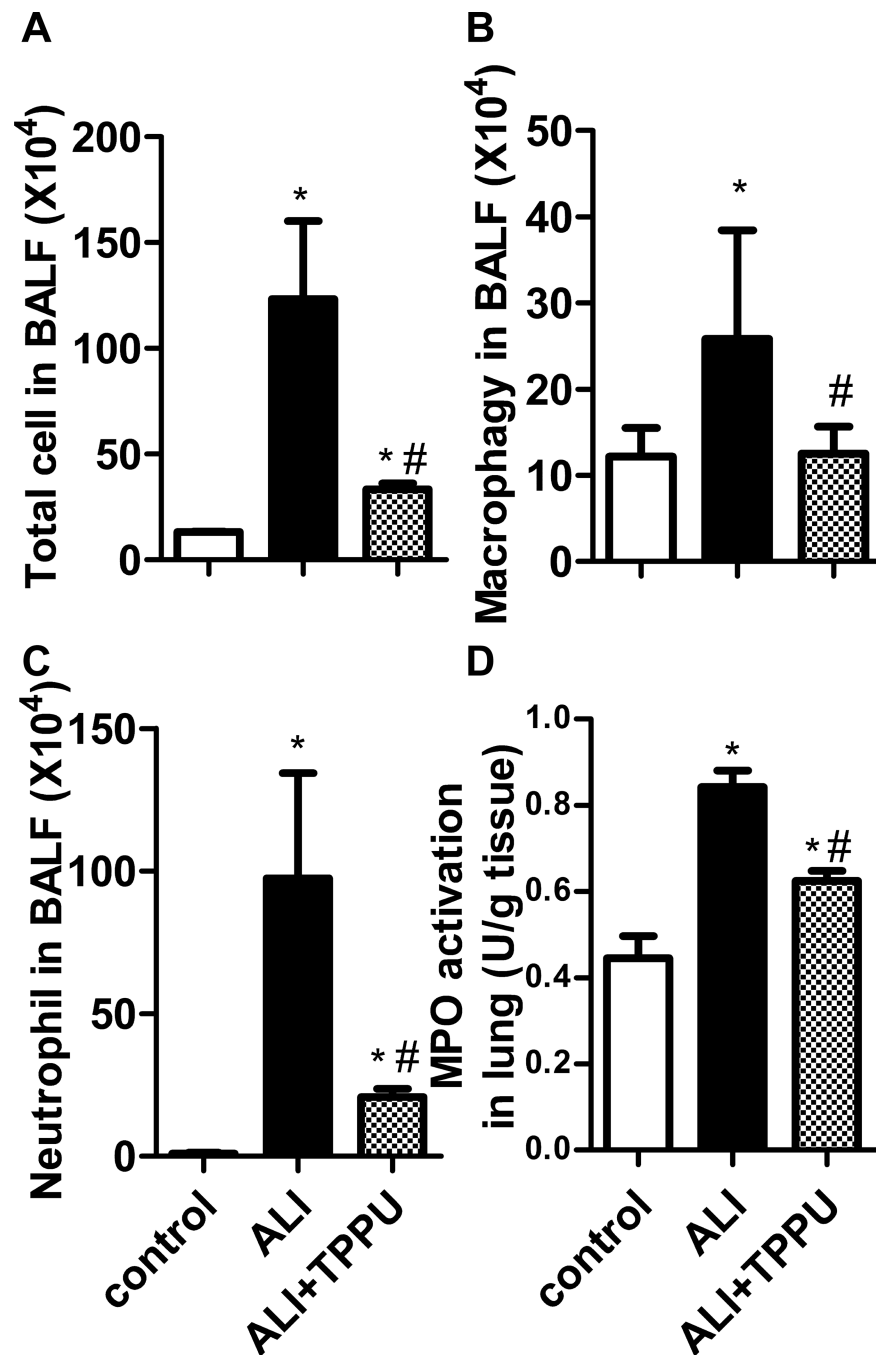 A
Total cell in BALF (X10⁴)
200
150
100
50
0
*
* #
B
Macrophagy in BALF (X10⁴)
50
40
30
20
10
0
*
#
C
Neutrophil in BALF (X10⁴)
150
100
50
0
*
* #
control
ALI
ALI+TPPU
D
MPO activation
in lung (U/g tissue)
1.0
0.8
0.6
0.4
0.2
0.0
*
* #
control
ALI
ALI+TPPU